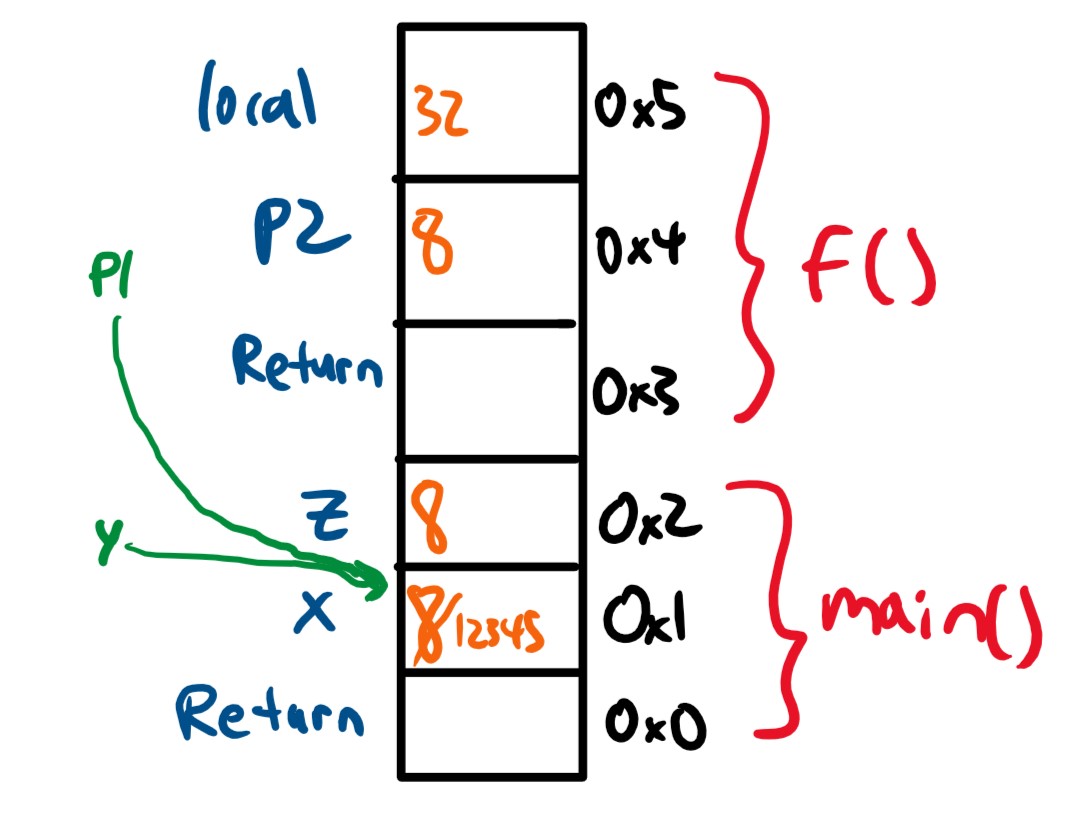 local 32 0x5
P2 8 0x4
f()
P1
Return 0x3
Z 8 0x2
Y
X 8/12345 0x1
main()
Return 0x0